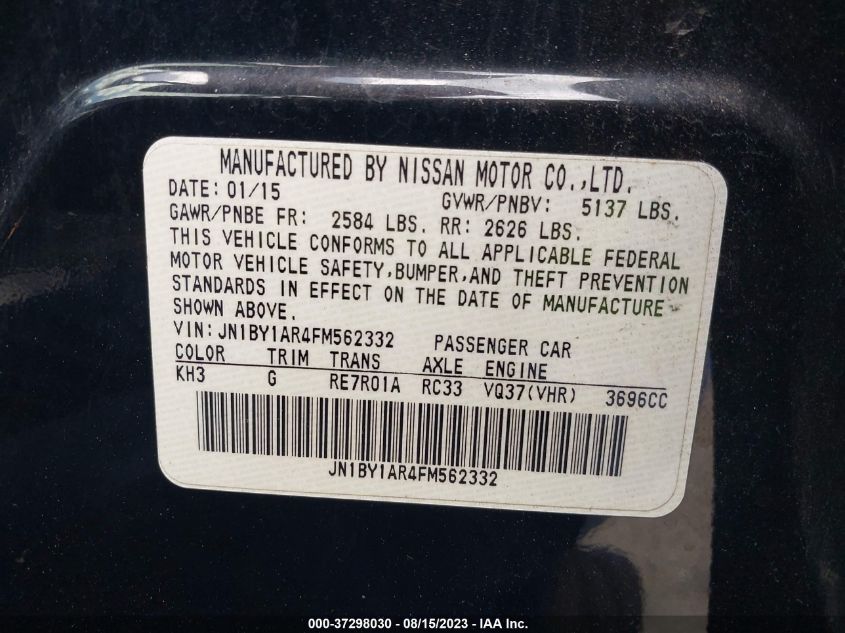 MANUFACTURED BY NISSAN MOTOR CO.,LTD.
DATE: 01/15 GVWR/PNBV: 5137 LBS.
GAWR/PNBE FR: 2584 LBS. RR: 2626 LBS.
THIS VEHICLE CONFORMS TO ALL APPLICABLE FEDERAL
MOTOR VEHICLE SAFETY,BUMPER,AND THEFT PREVENTION
STANDARDS IN EFFECT ON THE DATE OF MANUFACTURE
SHOWN ABOVE.
VIN:JN1BY1AR4FM562332 PASSENGER CAR
COLOR TRIM TRANS AXLE ENGINE
KH3 G RE7R01A RC33 VQ37(VHR) 3696CC
JN1BY1AR4FM562332
000-37298030 - 08/15/2023 - IAA Inc.